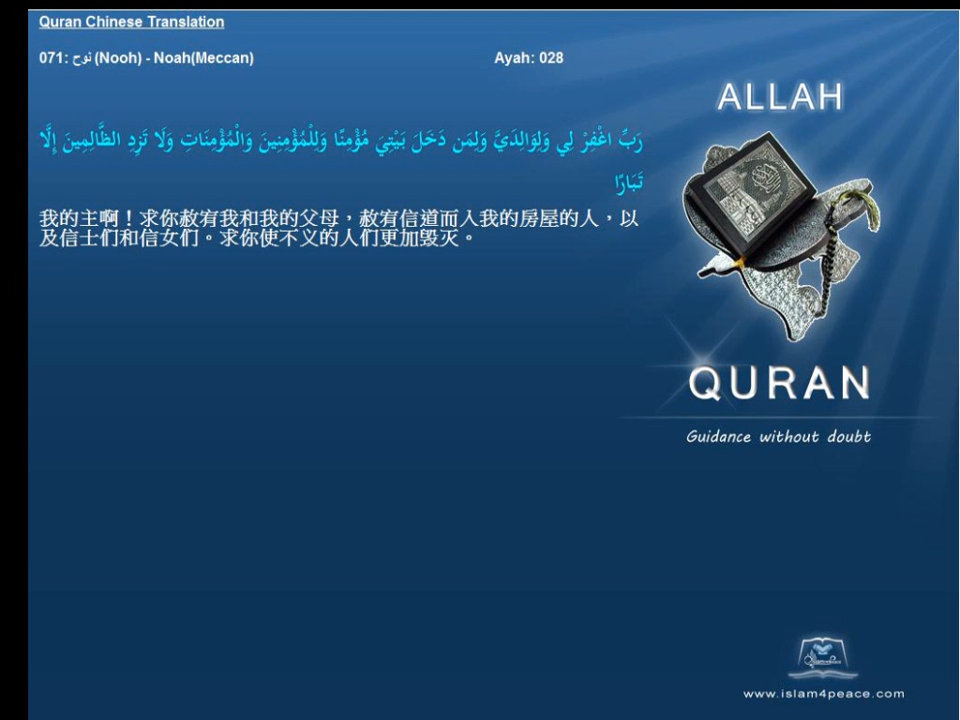 Quran Chinese Translation
071: نوح (Nooh) - Noah(Meccan) Ayah: 028
رَبِّ اغْفِرْ لِي وَلِوَالِدَيَّ وَلِمَن دَخَلَ بَيْتِيَ مُؤْمِنًا وَلِلْمُؤْمِنِينَ وَالْمُؤْمِنَاتِ وَلَا تَزِدِ الظَّالِمِينَ إِلَّا
تَبَارًا
我的主啊！求你赦宥我和我的父母，赦宥信道而入我的房屋的人，以
及信士们和信女们。求你使不义的人们更加毁灭。
ALLAH
QURAN
Guidance without doubt
www.islam4peace.com